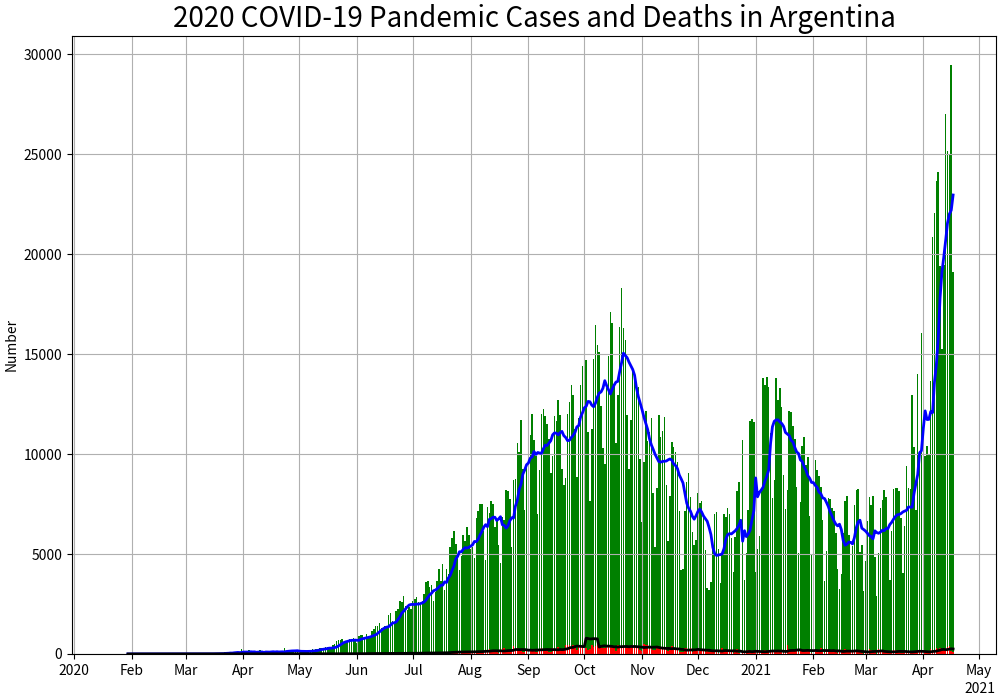 2020 COVID-19 Pandemic Cases and Deaths in Argentina
30000
25000
20000
15000
10000
5000
0
Number
2020 Feb Mar Apr May Jun Jul Aug Sep Oct Nov Dec 2021 Feb Mar Apr May
2021